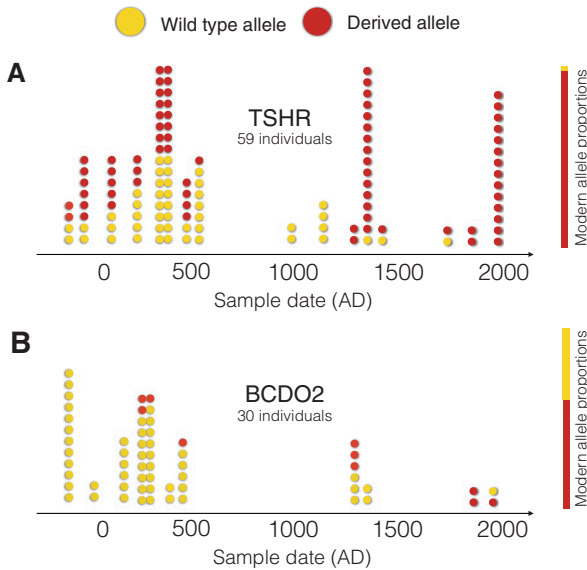 Wild type allele
Derived allele
A
TSHR
59 individuals
0 500 1000 1500 2000
Sample date (AD)
Modern allele proportions
B
BCDO2
30 individuals
0 500 1000 1500 2000
Sample date (AD)
Modern allele proportions